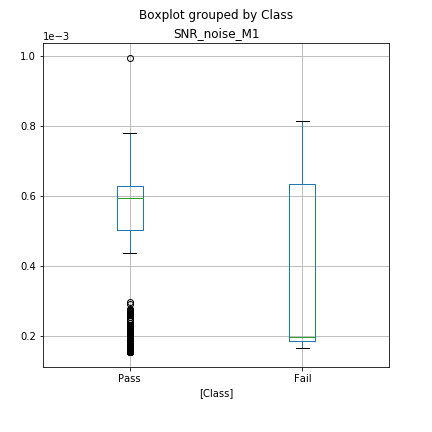 Boxplot grouped by Class
SNR_noise_M1
1e−3
1.0
0.8
0.6
0.4
0.2
Pass Fail
[Class]